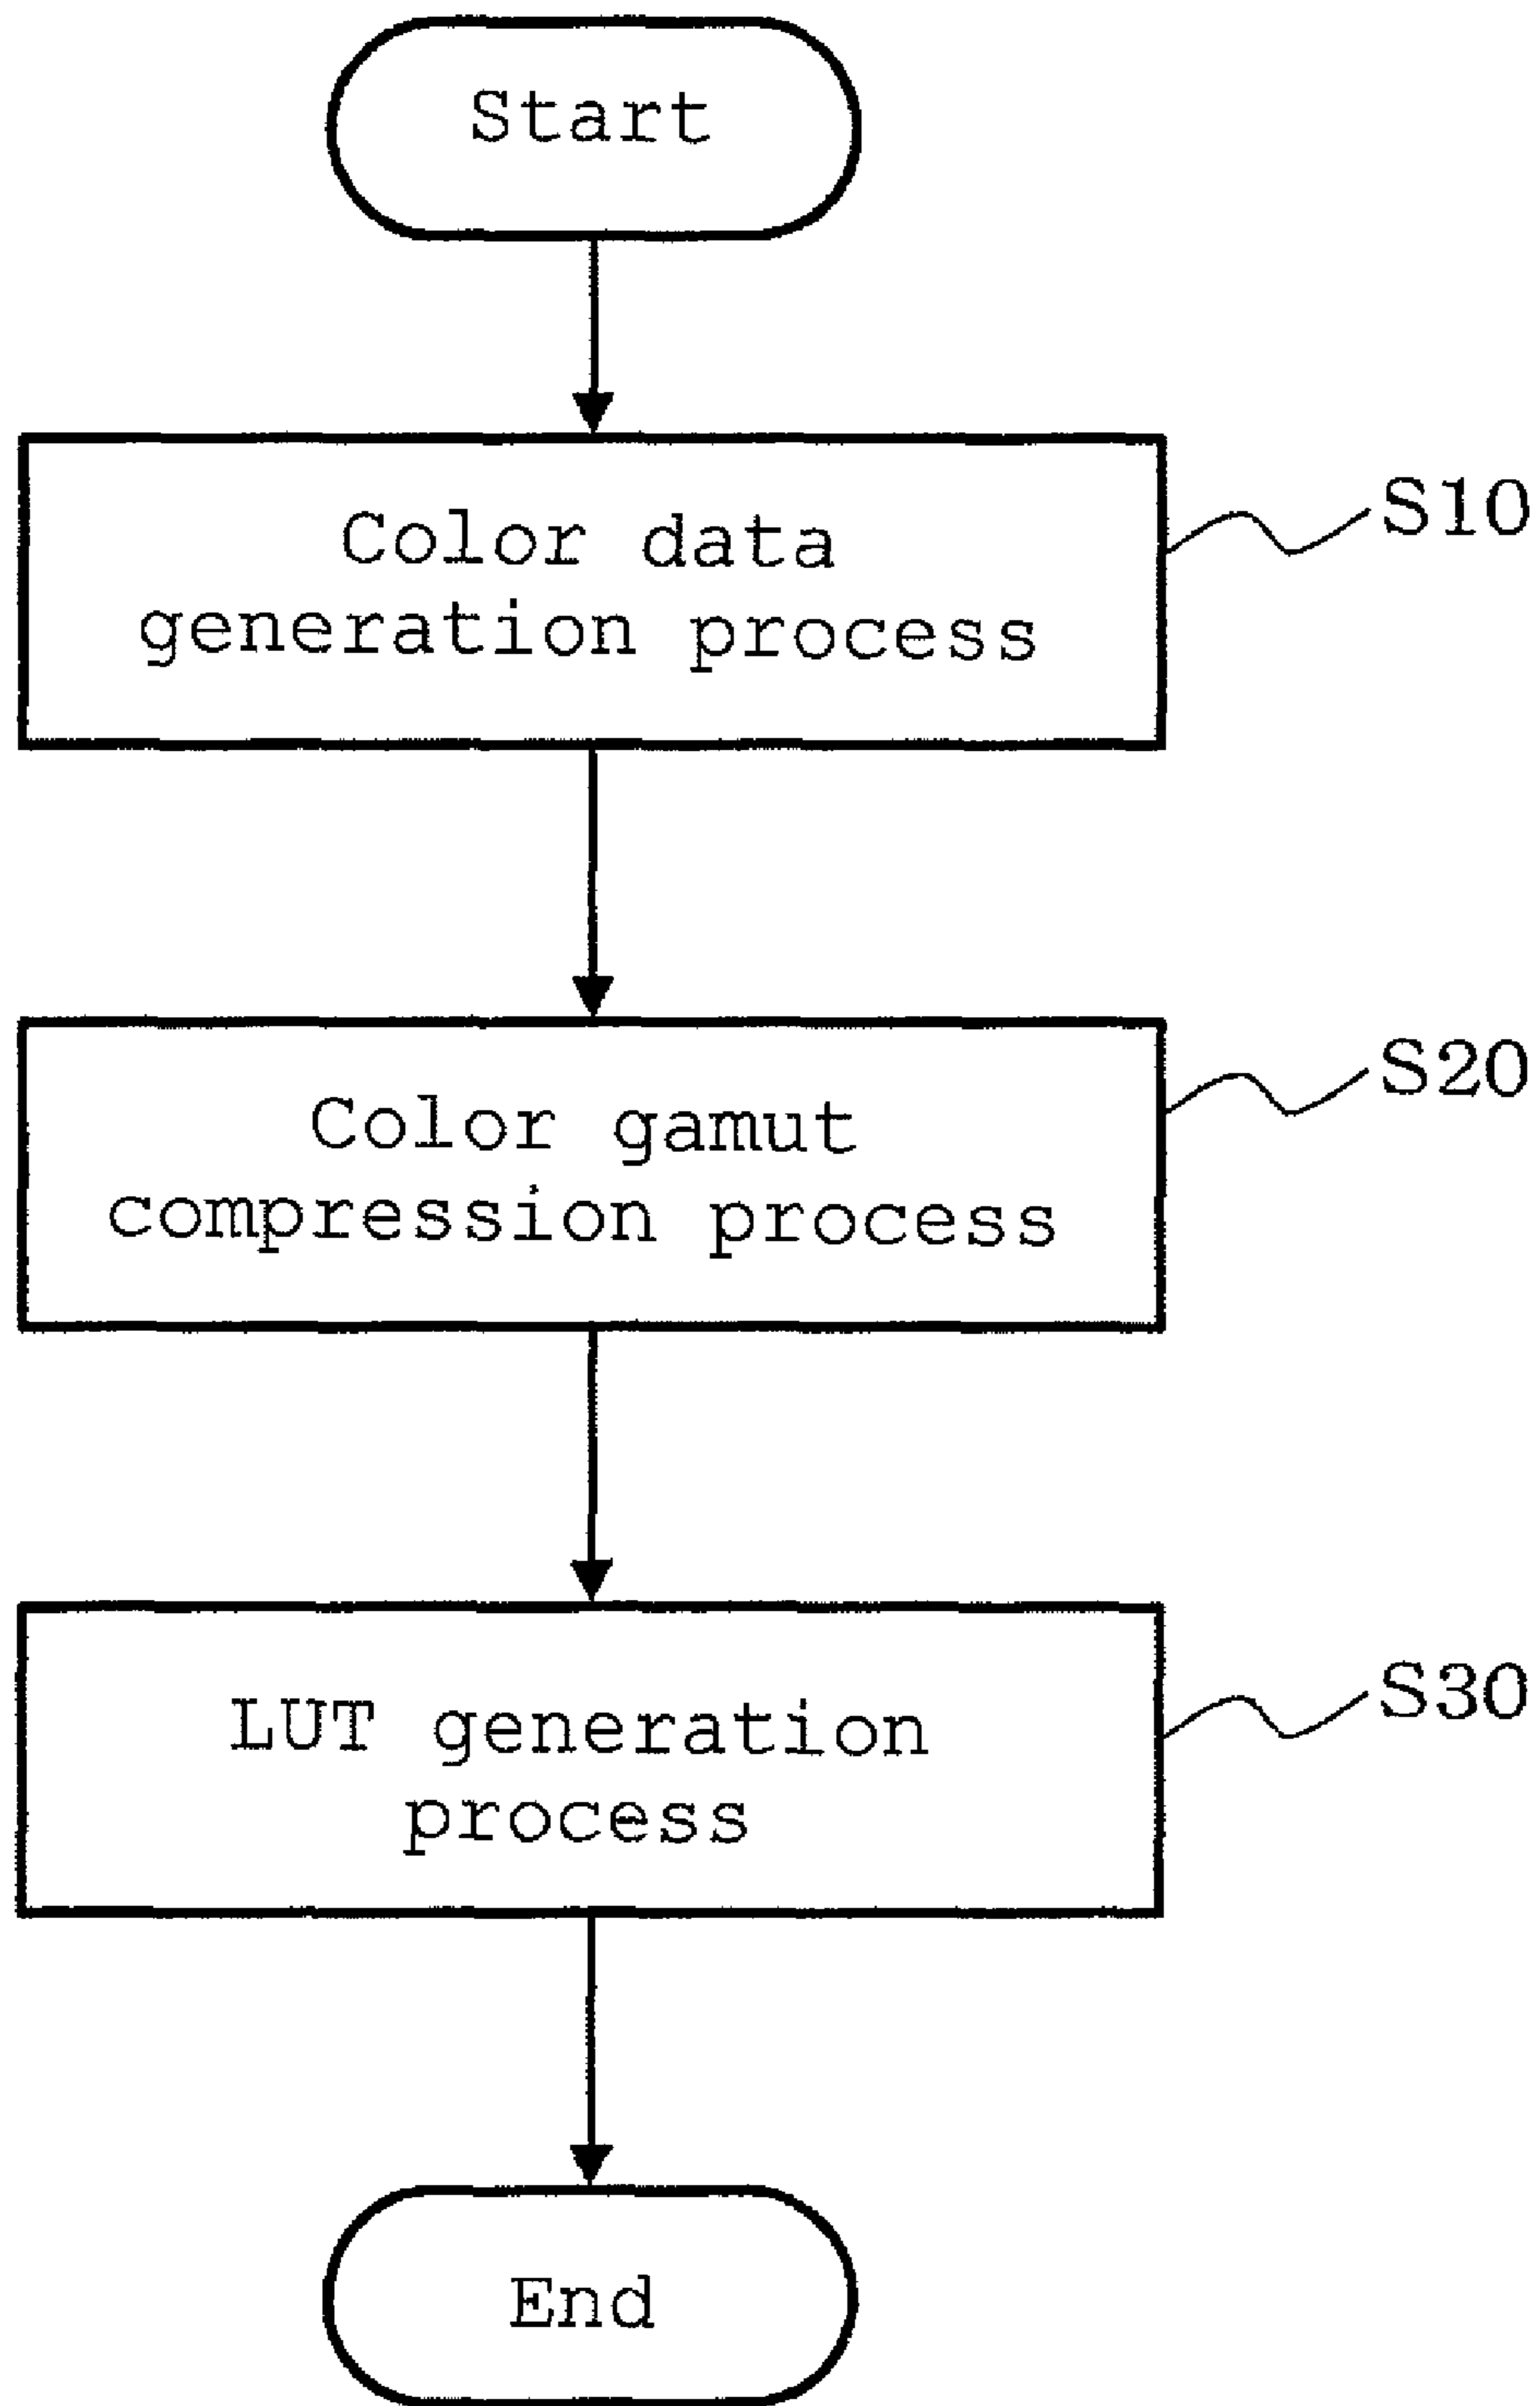 Start
Color data
generation process
S10
Color gamut
compression process
S20
LUT generation
process
S30
End